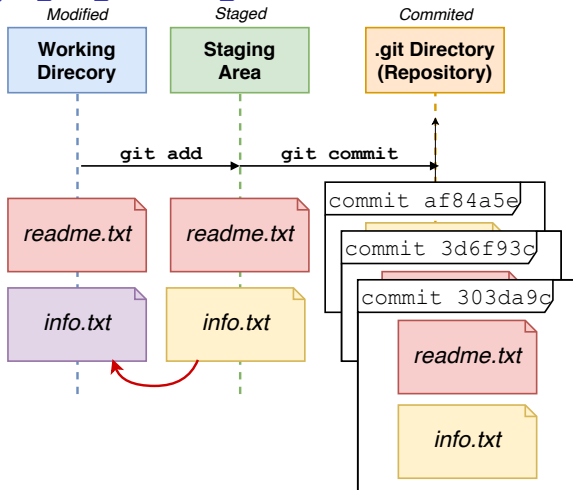 Modified
Staged
Commited
Working
Direcory
Staging
Area
.git Directory
(Repository)
git add
git commit
commit af84a5e
readme.txt
readme.txt
commit 3d6f93c
commit 303da9c
info.txt
info.txt
readme.txt
info.txt